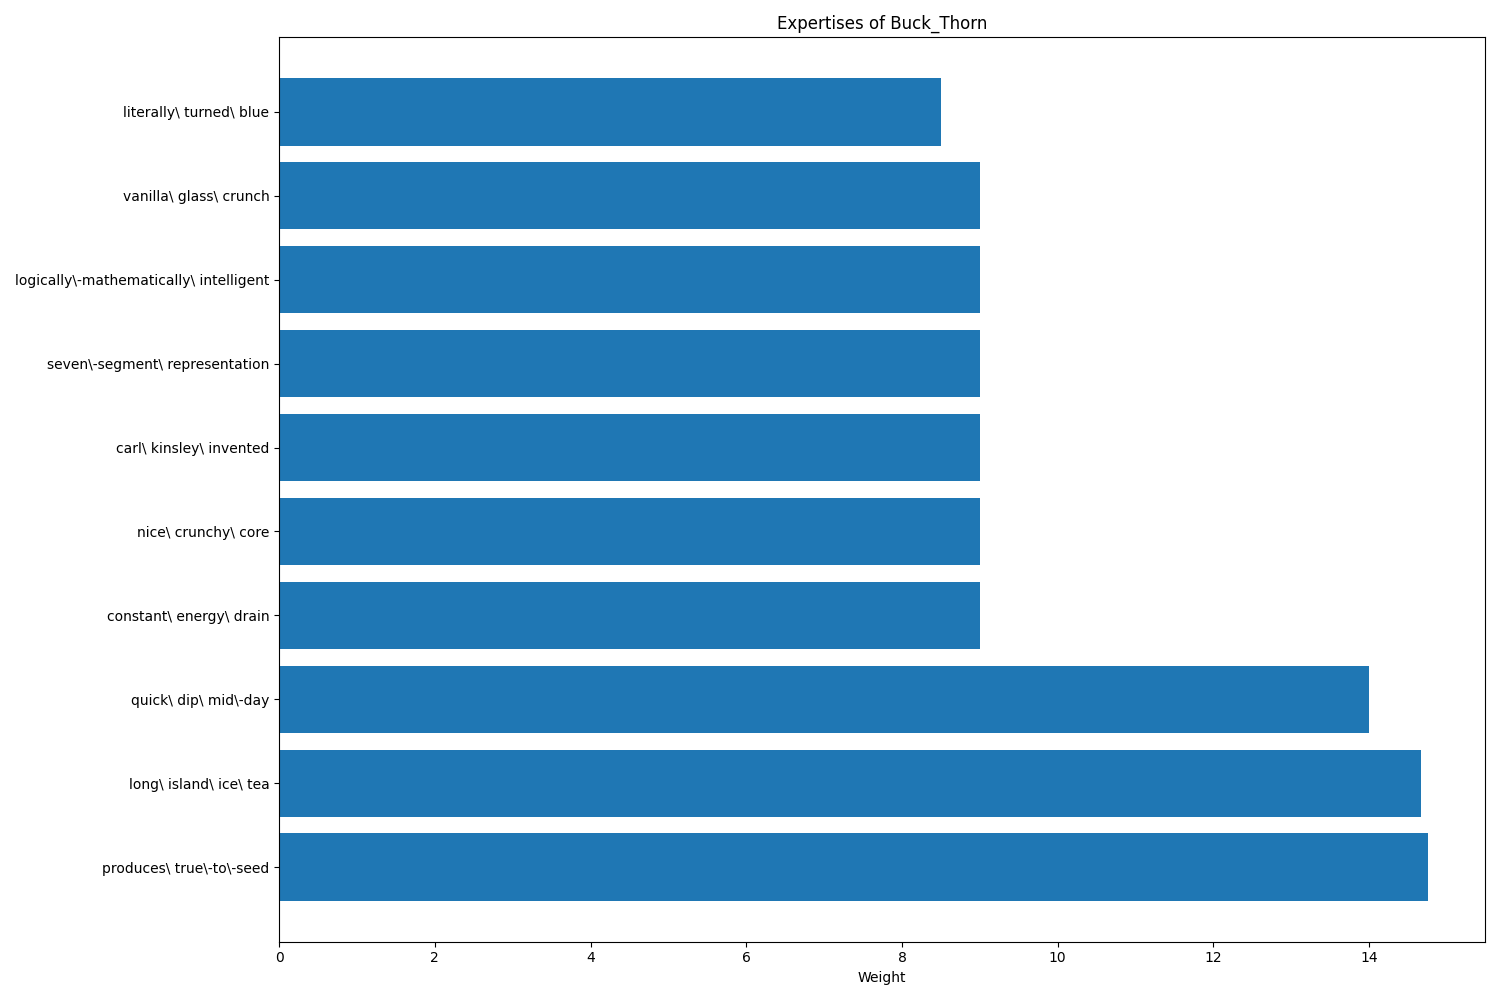 Expertises of Buck_Thorn
literally\ turned\ blue
vanilla\ glass\ crunch
logically\-mathematically\ intelligent
seven\-segment\ representation
carl\ kinsley\ invented
nice\ crunchy\ core
constant\ energy\ drain
quick\ dip\ mid\-day
long\ island\ ice\ tea
produces\ true\-to\-seed
0 2 4 6 8 10 12 14
Weight